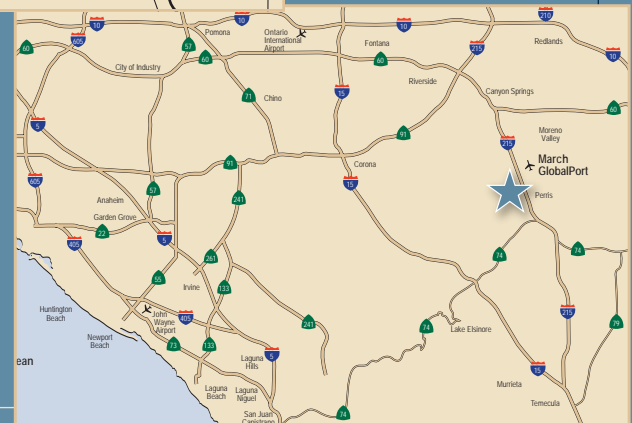 10
10
10
210
605
60
Pomona
Ontario
International
Airport
57
60
Fontana
60
215
Redlands
10
City of Industry
Riverside
71
Chino
15
Canyon Springs
60
5
91
Moreno
Valley
215
March
GlobalPort
91
Corona
605
57
241
15
Perris
Anaheim
Garden Grove
22
405
5
261
74
74
55
Irvine
133
Huntington
Beach
John
Wayne
Airport
405
241
74
215
79
Newport
Beach
Lake Elsinore
73
133
Laguna
Hills
5
ean
15
Murrieta
Laguna
Beach
Laguna
Niguel
Temecula
San Juan
Capistrano
74